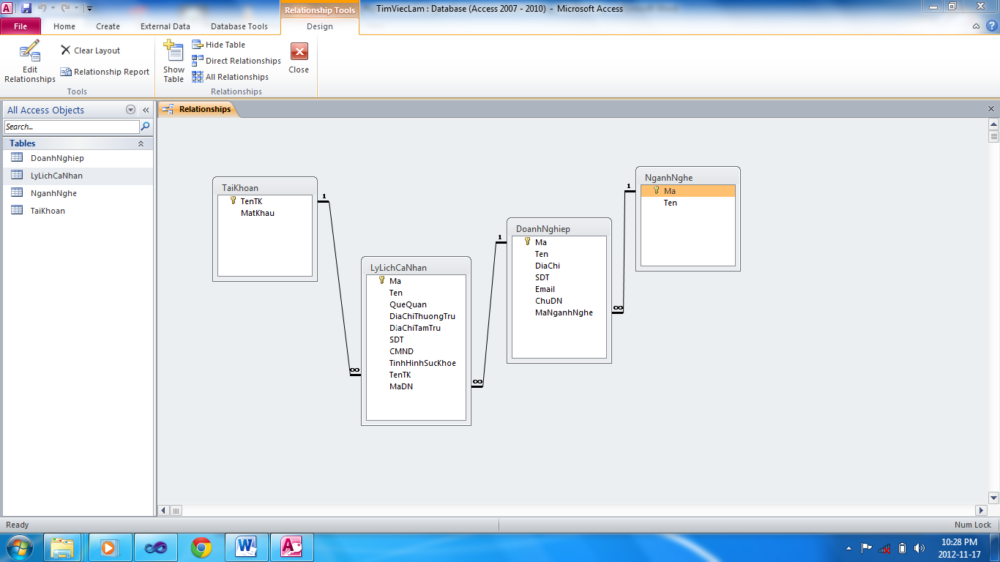 TimViecLam : Database (Access 2007 - 2010) - Microsoft Access
Relationship Tools
File
Home
Create
External Data
Database Tools
Design
Edit Relationships
Clear Layout
Relationship Report
Tools
Show Table
Hide Table
Direct Relationships
All Relationships
Relationships
Close
All Access Objects
Search...
Tables
DoanhNghiep
LyLichCaNhan
NganhNghe
TaiKhoan
Relationships
TaiKhoan
TenTK
MatKhau
1
∞
LyLichCaNhan
Ma
Ten
QueQuan
DiaChiThuongTru
DiaChiTamTru
SDT
CMND
TinhHinhSucKhoe
TenTK
MaDN
1
∞
DoanhNghiep
Ma
Ten
DiaChi
SDT
Email
ChuDN
MaNganhNghe
1
∞
NganhNghe
Ma
Ten
Ready
Num Lock
10:28 PM
2012-11-17